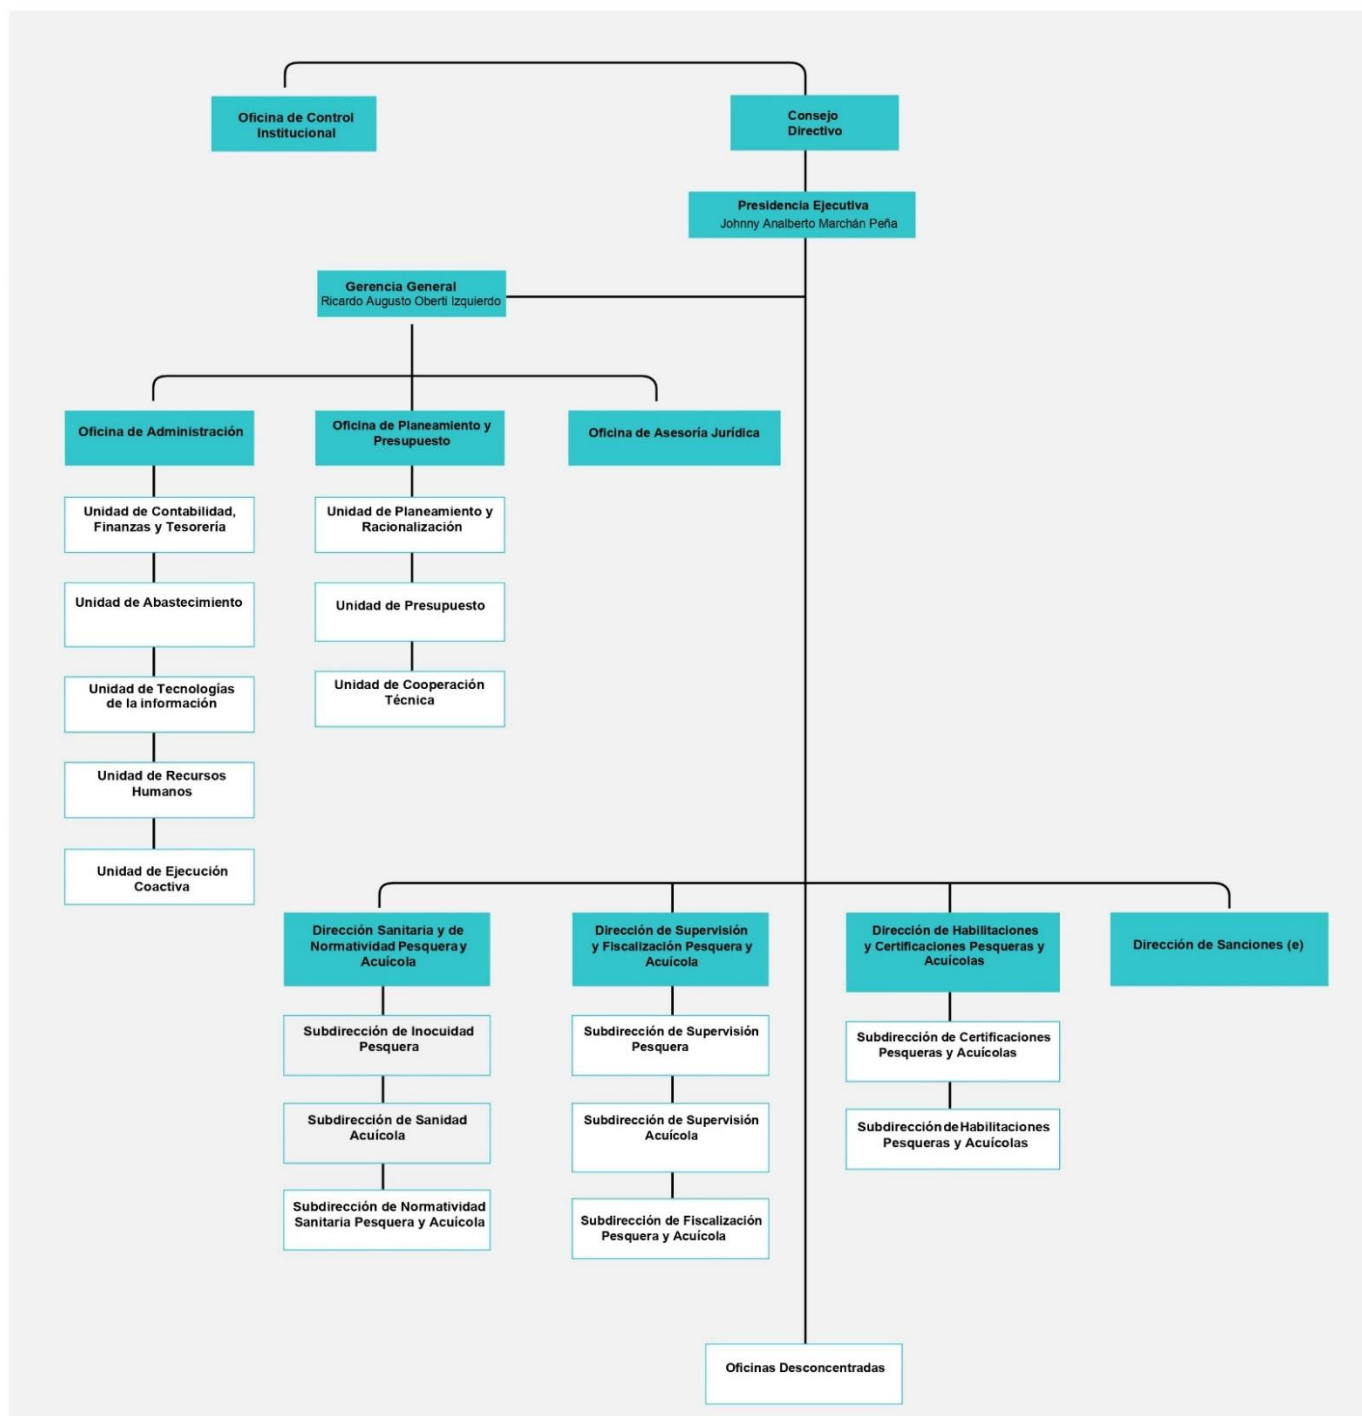 Oficina de Control
Institucional
Consejo
Directivo
Presidencia Ejecutiva
Johnny Analberto Marchán Peña
Gerencia General
Ricardo Augusto Oberti Izquierdo
Oficina de Administración
Oficina de Planeamiento y
Presupuesto
Oficina de Asesoría Jurídica
Unidad de Contabilidad,
Finanzas y Tesorería
Unidad de Planeamiento y
Racionalización
Unidad de Abastecimiento
Unidad de Presupuesto
Unidad de Tecnologías
de la información
Unidad de Cooperación
Técnica
Unidad de Recursos
Humanos
Unidad de Ejecución
Coactiva
Dirección Sanitaria y de
Normatividad Pesquera y
Acuícola
Dirección de Supervisión
y Fiscalización Pesquera y
Acuícola
Dirección de Habilitaciones
y Certificaciones Pesqueras y
Acuícolas
Dirección de Sanciones (e)
Subdirección de Inocuidad
Pesquera
Subdirección de Supervisión
Pesquera
Subdirección de Certificaciones
Pesqueras y Acuícolas
Subdirección de Sanidad
Acuícola
Subdirección de Supervisión
Acuícola
Subdirección de Habilitaciones
Pesqueras y Acuícolas
Subdirección de Normatividad
Sanitaria Pesquera y Acuícola
Subdirección de Fiscalización
Pesquera y Acuícola
Oficinas Desconcentradas